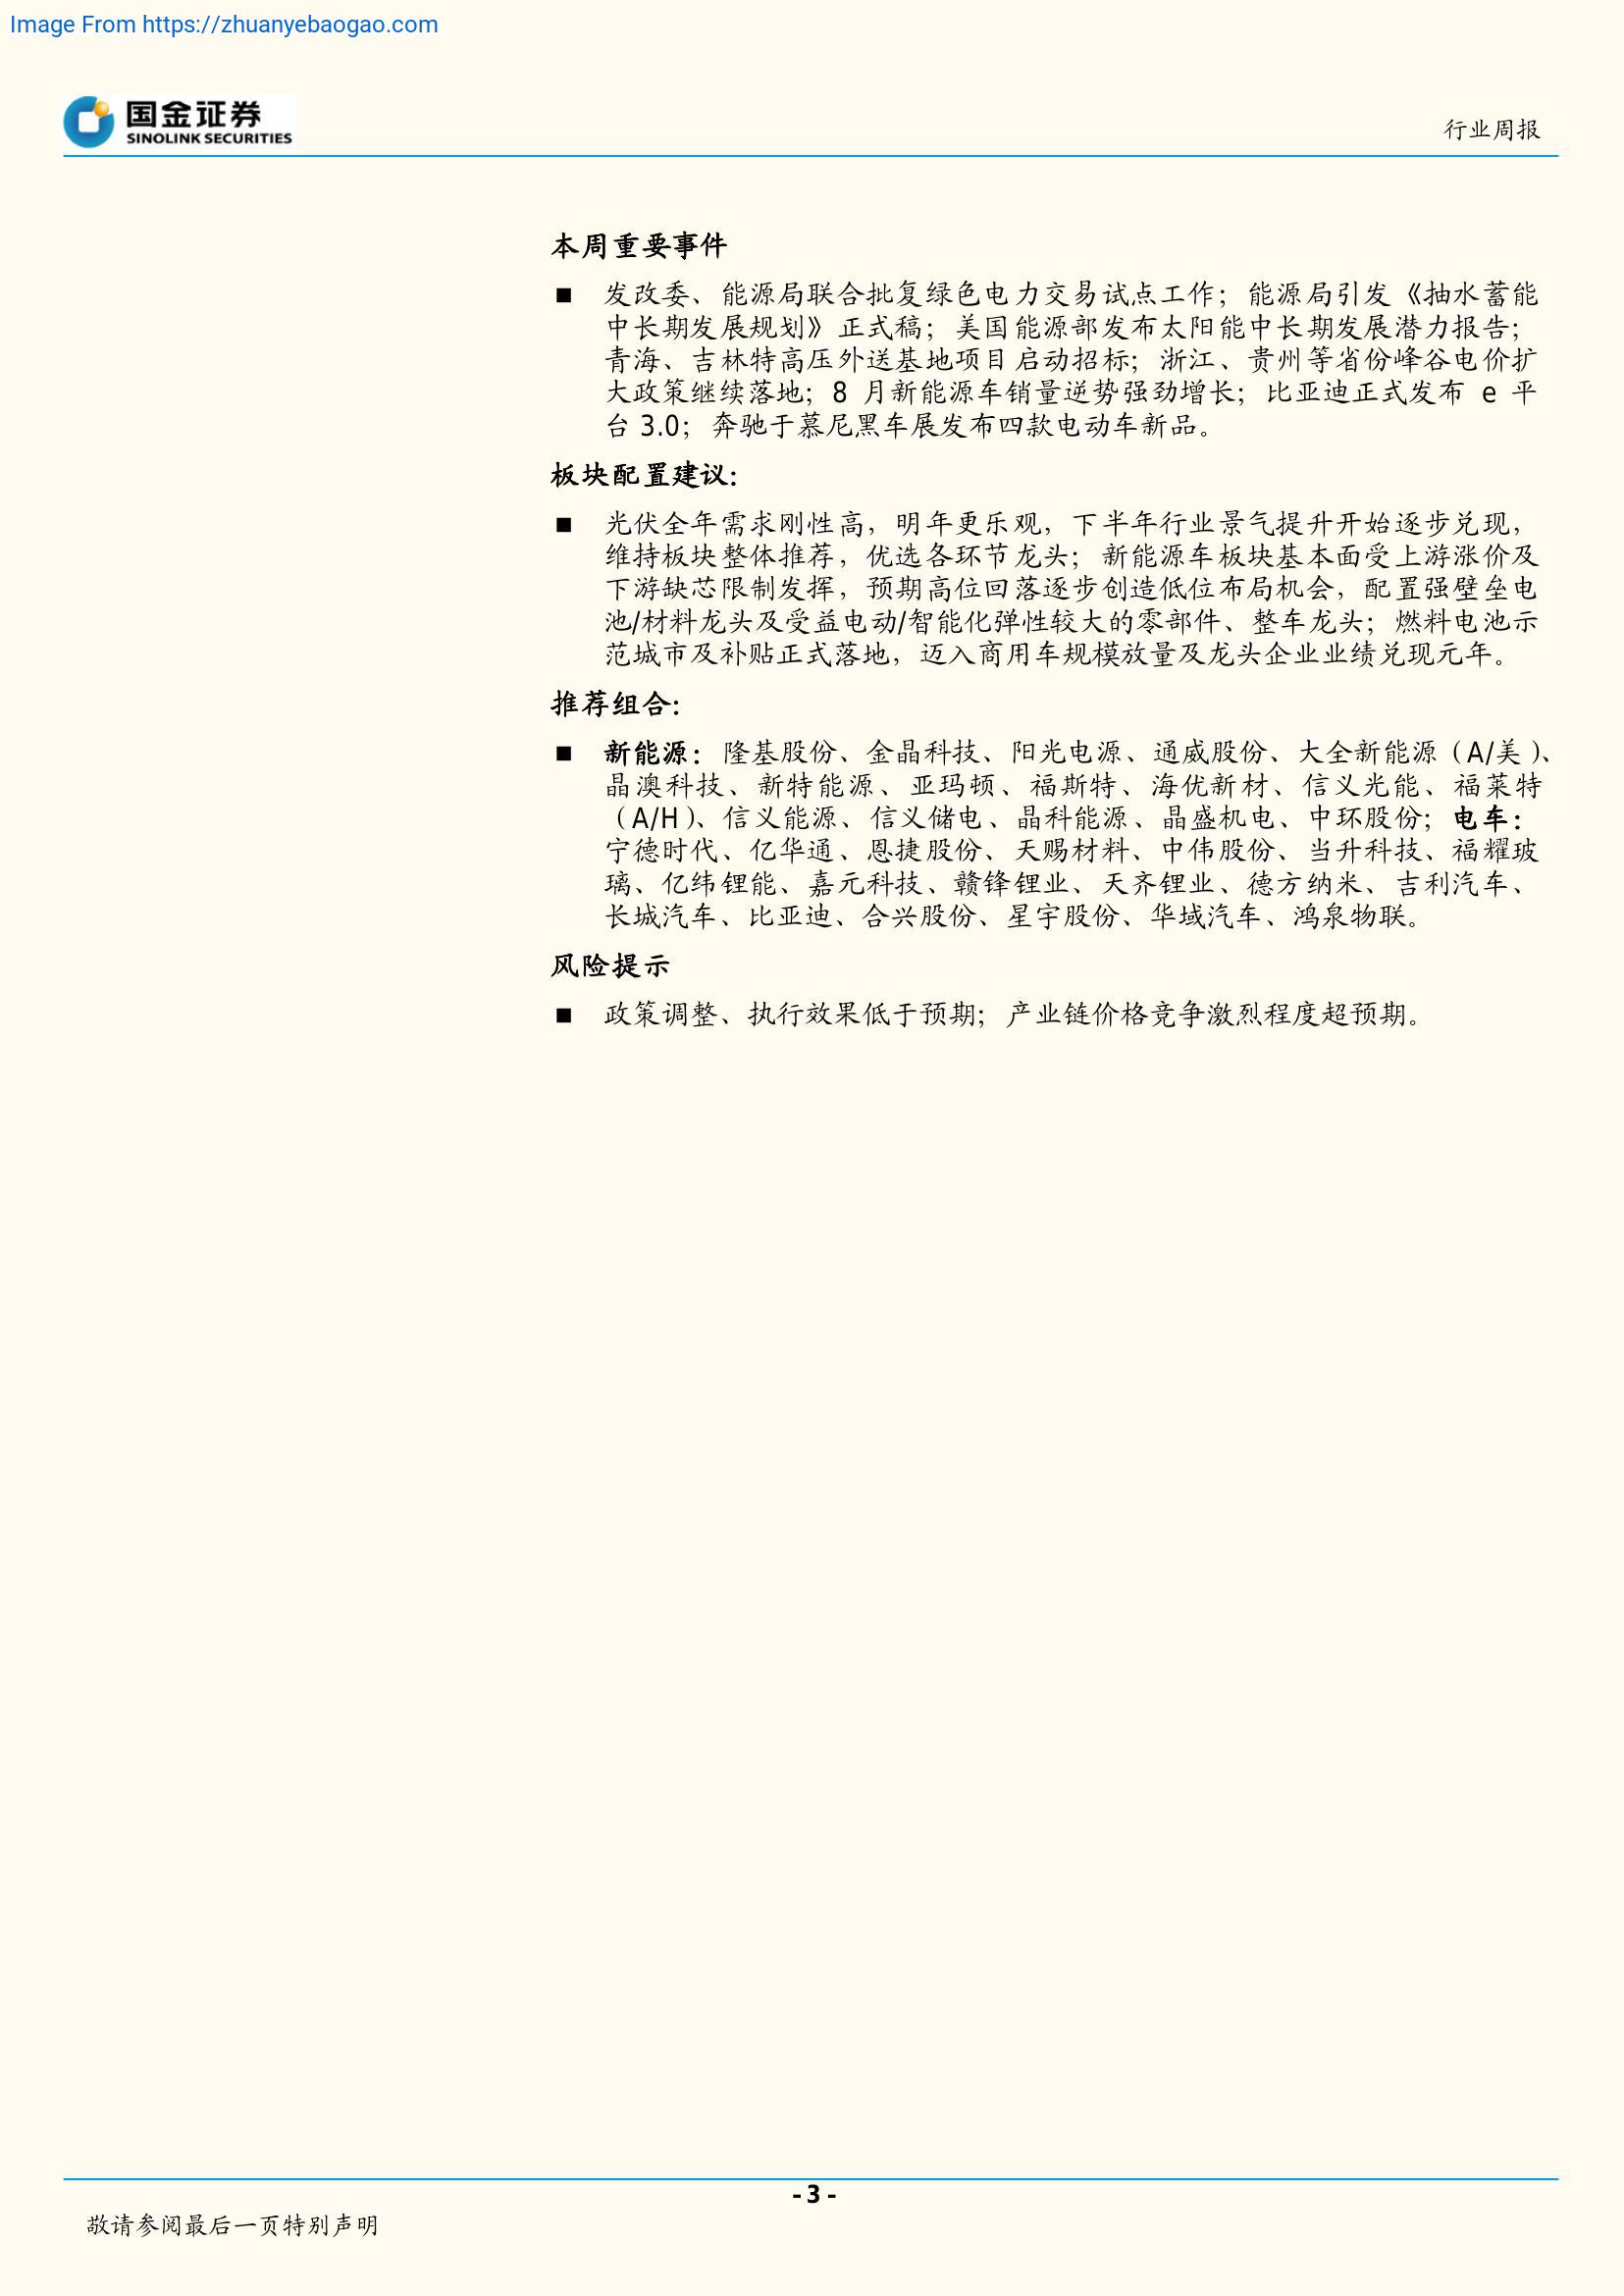 Image From https://zhuanyebaogao.com
国金证券
SINOLINK SECURITIES
行业周报
本周重要事件
■ 发改委、能源局联合批复绿色电力交易试点工作；能源局引发《抽水蓄能
中长期发展规划》正式稿；美国能源部发布太阳能中长期发展潜力报告；
青海、吉林特高压外送基地项目启动招标；浙江、贵州等省份峰谷电价扩
大政策继续落地；8 月新能源车销量逆势强劲增长；比亚迪正式发布 e 平
台 3.0；奔驰于慕尼黑车展发布四款电动车新品。
板块配置建议：
■ 光伏全年需求刚性高，明年更乐观，下半年行业景气提升开始逐步兑现，
维持板块整体推荐，优选各环节龙头；新能源车板块基本面受上游涨价及
下游缺芯限制发挥，预期高位回落逐步创造低位布局机会，配置强壁垒电
池/材料龙头及受益电动/智能化弹性较大的零部件、整车龙头；燃料电池示
范城市及补贴正式落地，迈入商用车规模放量及龙头企业业绩兑现元年。
推荐组合：
■ 新能源：隆基股份、金晶科技、阳光电源、通威股份、大全新能源（A/美）、
晶澳科技、新特能源、亚玛顿、福斯特、海优新材、信义光能、福莱特
（A/H）、信义能源、信义储电、晶科能源、晶盛机电、中环股份；电车：
宁德时代、亿华通、恩捷股份、天赐材料、中伟股份、当升科技、福耀玻
璃、亿纬锂能、嘉元科技、赣锋锂业、天齐锂业、德方纳米、吉利汽车、
长城汽车、比亚迪、合兴股份、星宇股份、华域汽车、鸿泉物联。
风险提示
■ 政策调整、执行效果低于预期；产业链价格竞争激烈程度超预期。
- 3 -
敬请参阅最后一页特别声明